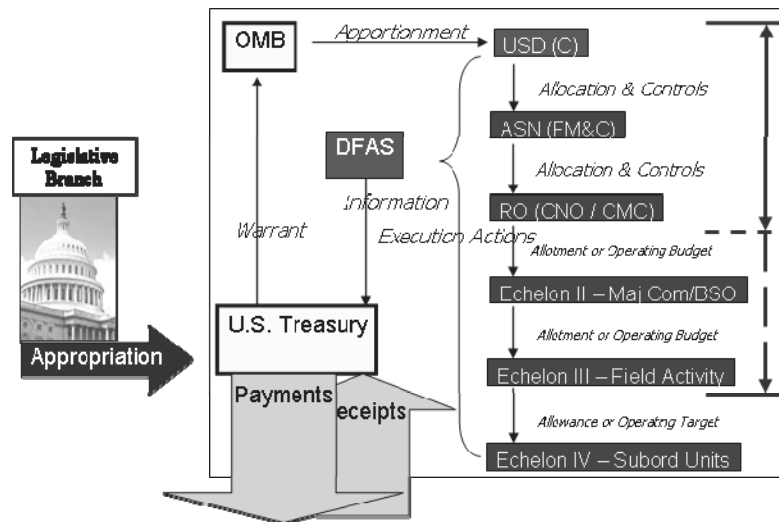 OMB
Apportionment
USD (C)
Allocation & Controls
ASN (FM&C)
Allocation & Controls
RO (CNO / CMC)
Allotment or Operating Budget
Echelon II – Maj Com/BSO
Allotment or Operating Budget
Echelon III – Field Activity
Allowance or Operating Target
Echelon IV – Subord Units
DFAS
Information
Execution Actions
Warrant
Legislative
Branch
Appropriation
U.S. Treasury
Payments
eceipts